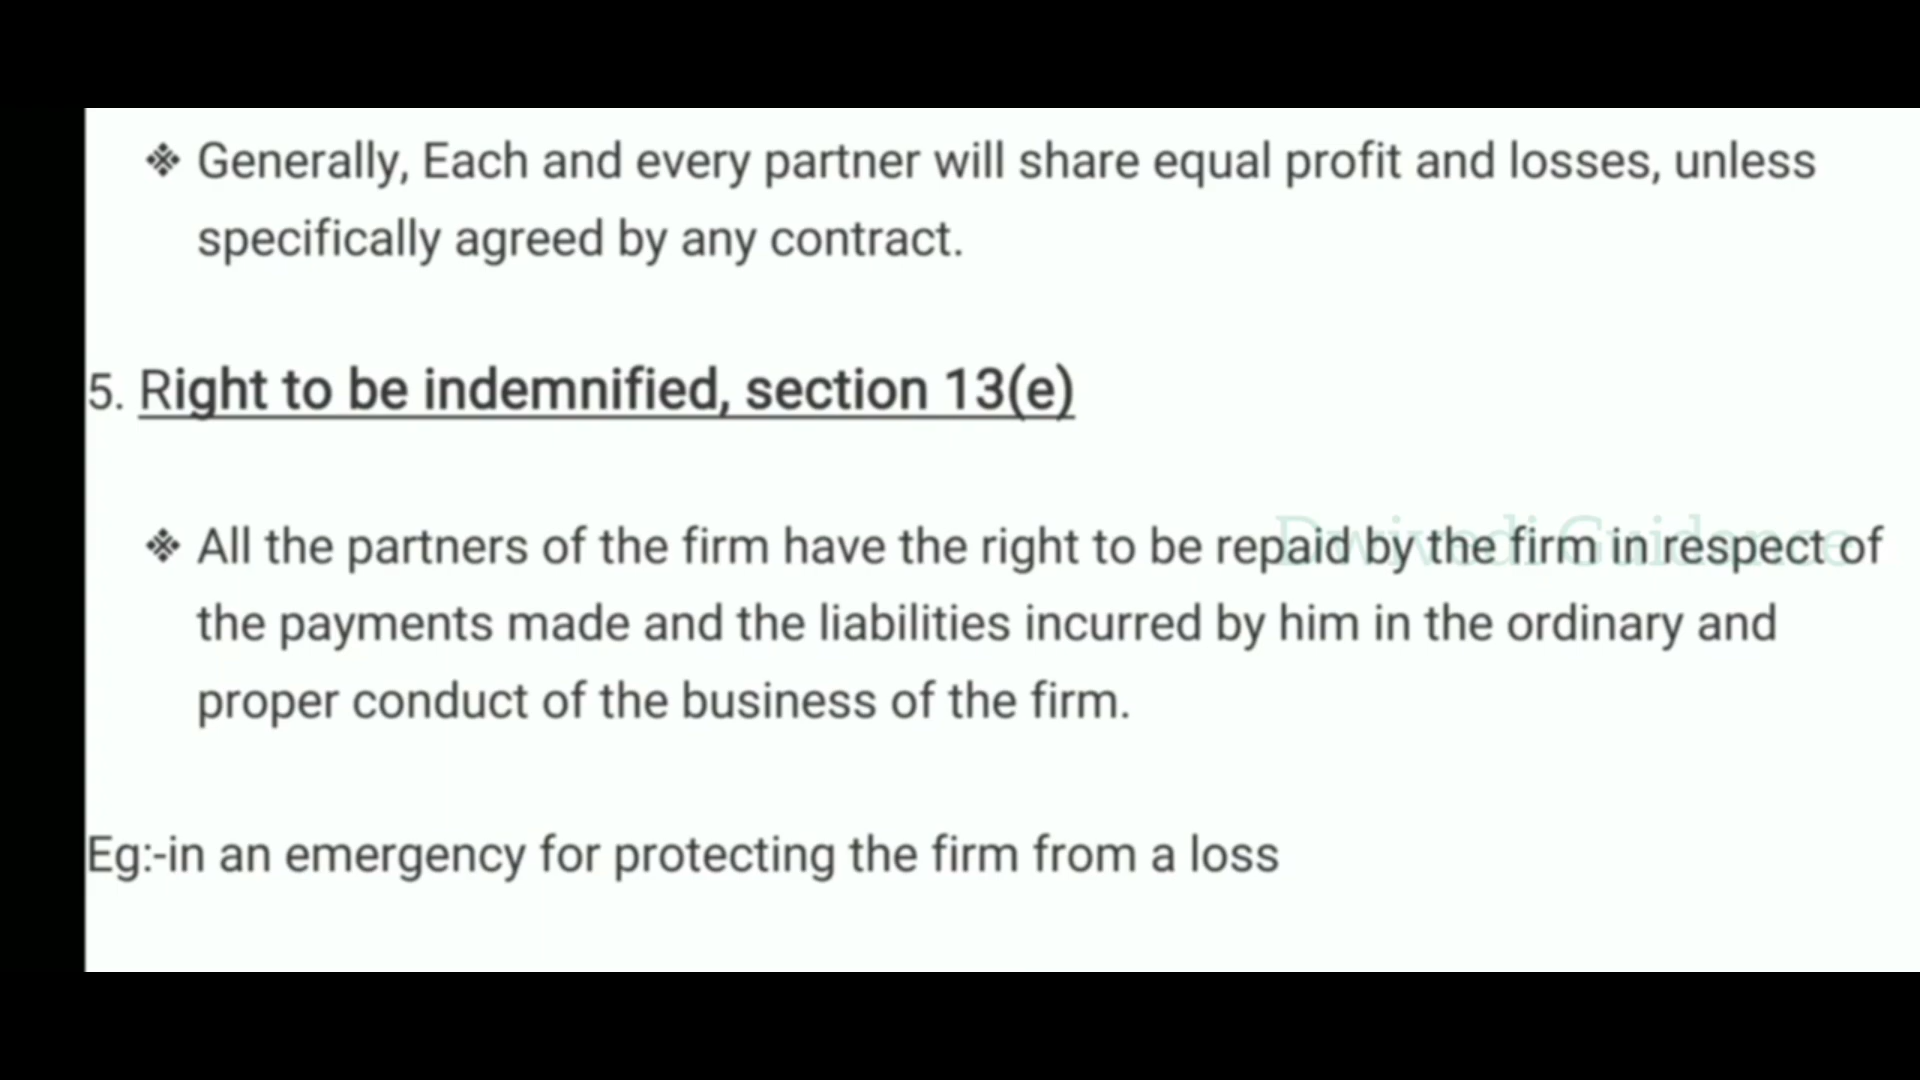 ❖ Generally, Each and every partner will share equal profit and losses, unless
specifically agreed by any contract.
5. Right to be indemnified, section 13(e)
Dwivedi Guidance
❖ All the partners of the firm have the right to be repaid by the firm in respect of
the payments made and the liabilities incurred by him in the ordinary and
proper conduct of the business of the firm.
Eg:-in an emergency for protecting the firm from a loss